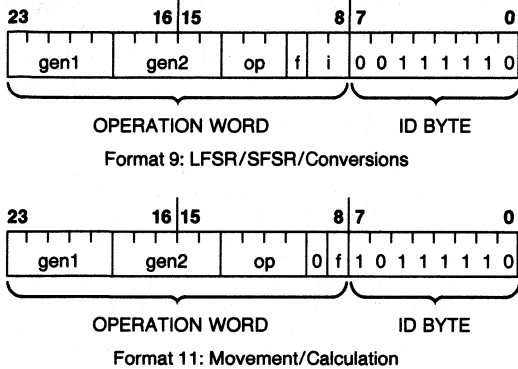 23 16 15 8 7 0
gen1 gen2 op f i 0 0 1 1 1 1 1 0
OPERATION WORD ID BYTE
Format 9: LFSR/SFSR/Conversions
23 16 15 8 7 0
gen1 gen2 op 0 f 1 0 1 1 1 1 1 0
OPERATION WORD ID BYTE
Format 11: Movement/Calculation